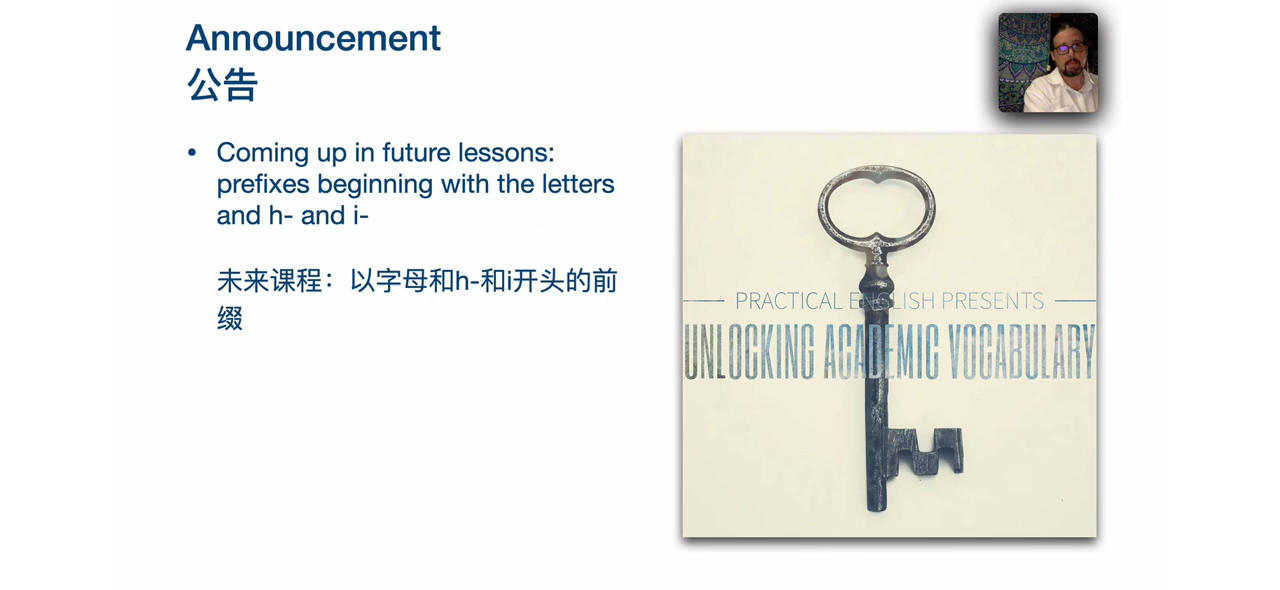 Announcement
公告
• Coming up in future lessons:
prefixes beginning with the letters
and h- and i-
未来课程：以字母和h-和i开头的前
缀
PRACTICAL ENGLISH PRESENTS
UNLOCKING ACADEMIC VOCABULARY